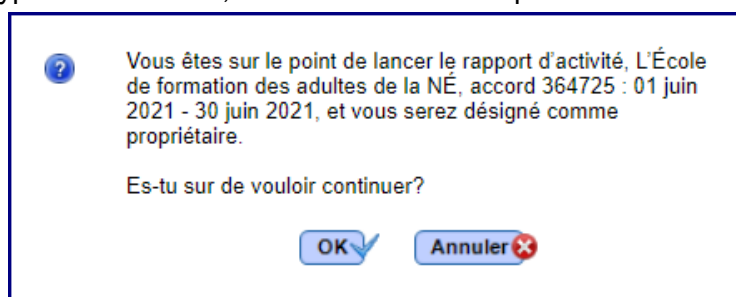 Vous êtes sur le point de lancer le rapport d'activité, L'École
de formation des adultes de la NÉ, accord 364725 : 01 juin
2021 - 30 juin 2021, et vous serez désigné comme
propriétaire.
Es-tu sur de vouloir continuer?
OK Annuler